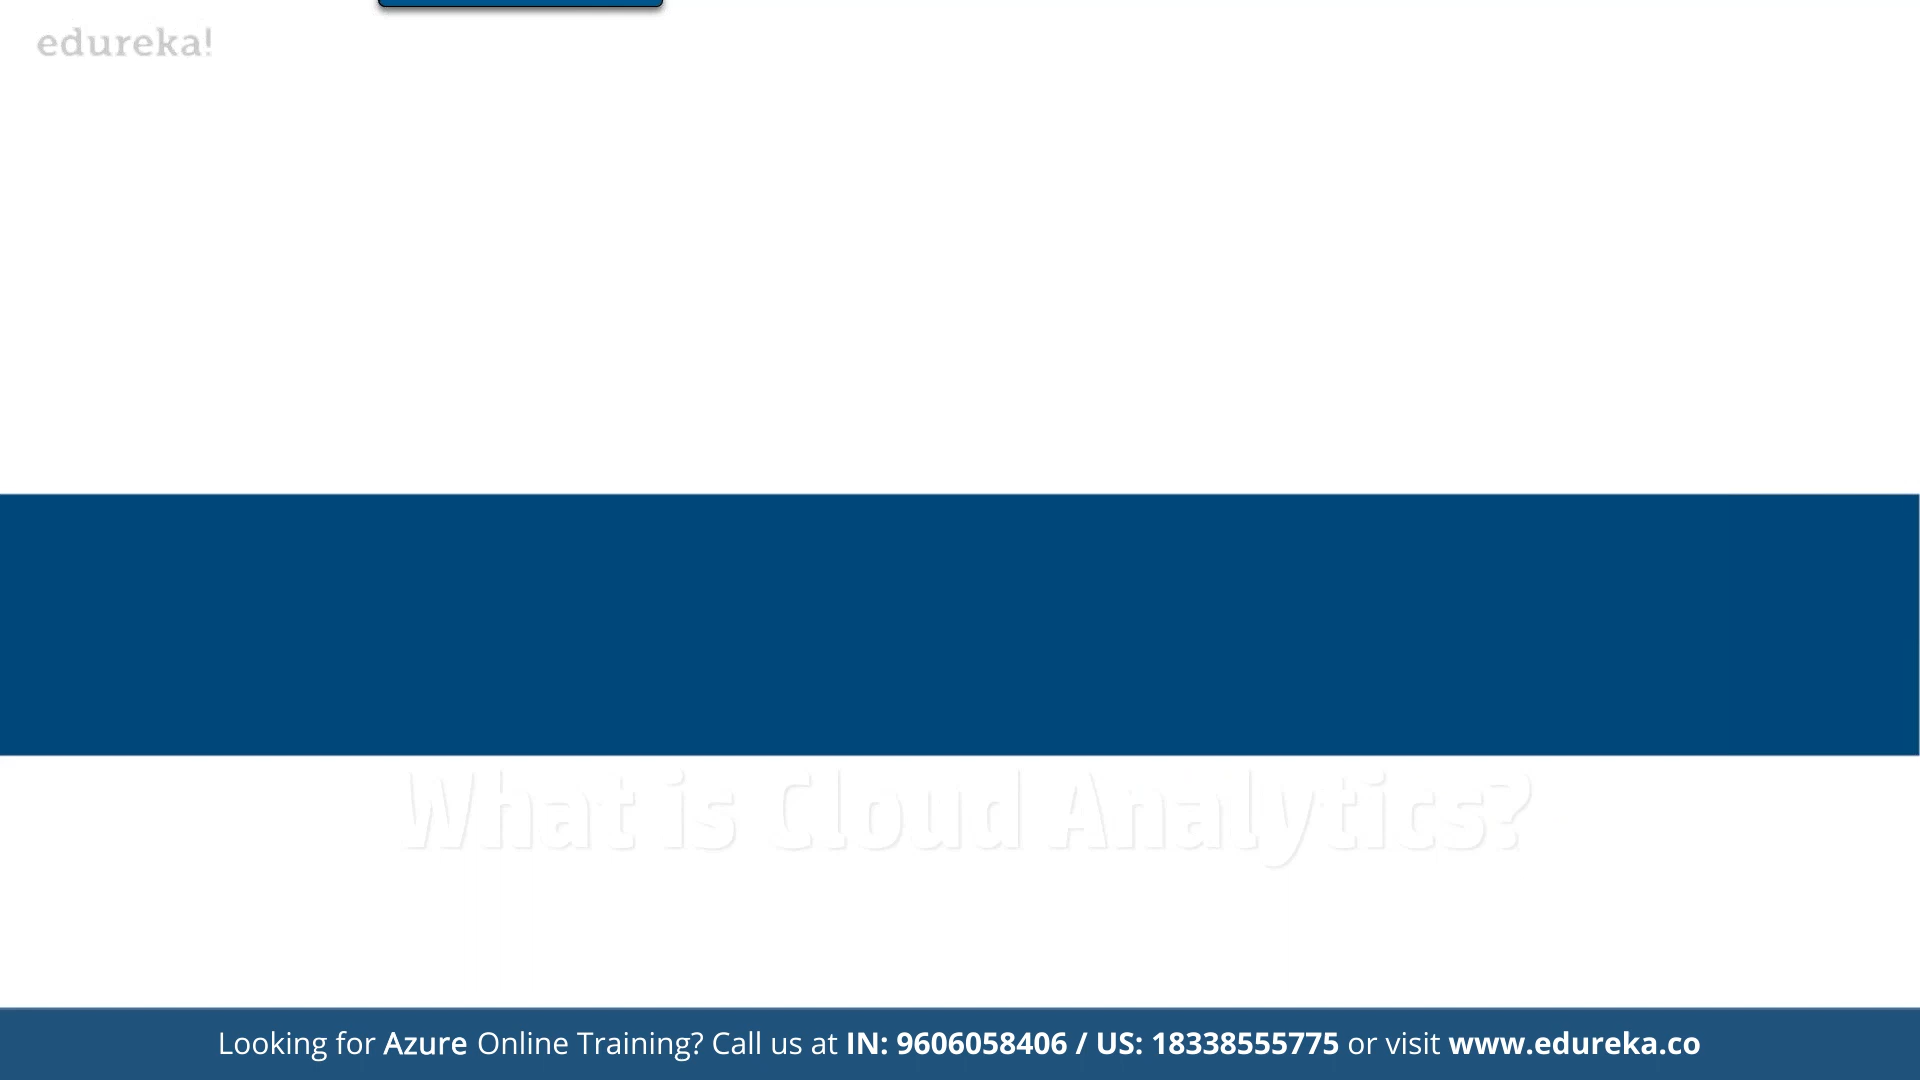 edureka!
What is Cloud Analytics?
Looking for Azure Online Training? Call us at IN: 9606058406 / US: 18338555775 or visit www.edureka.co